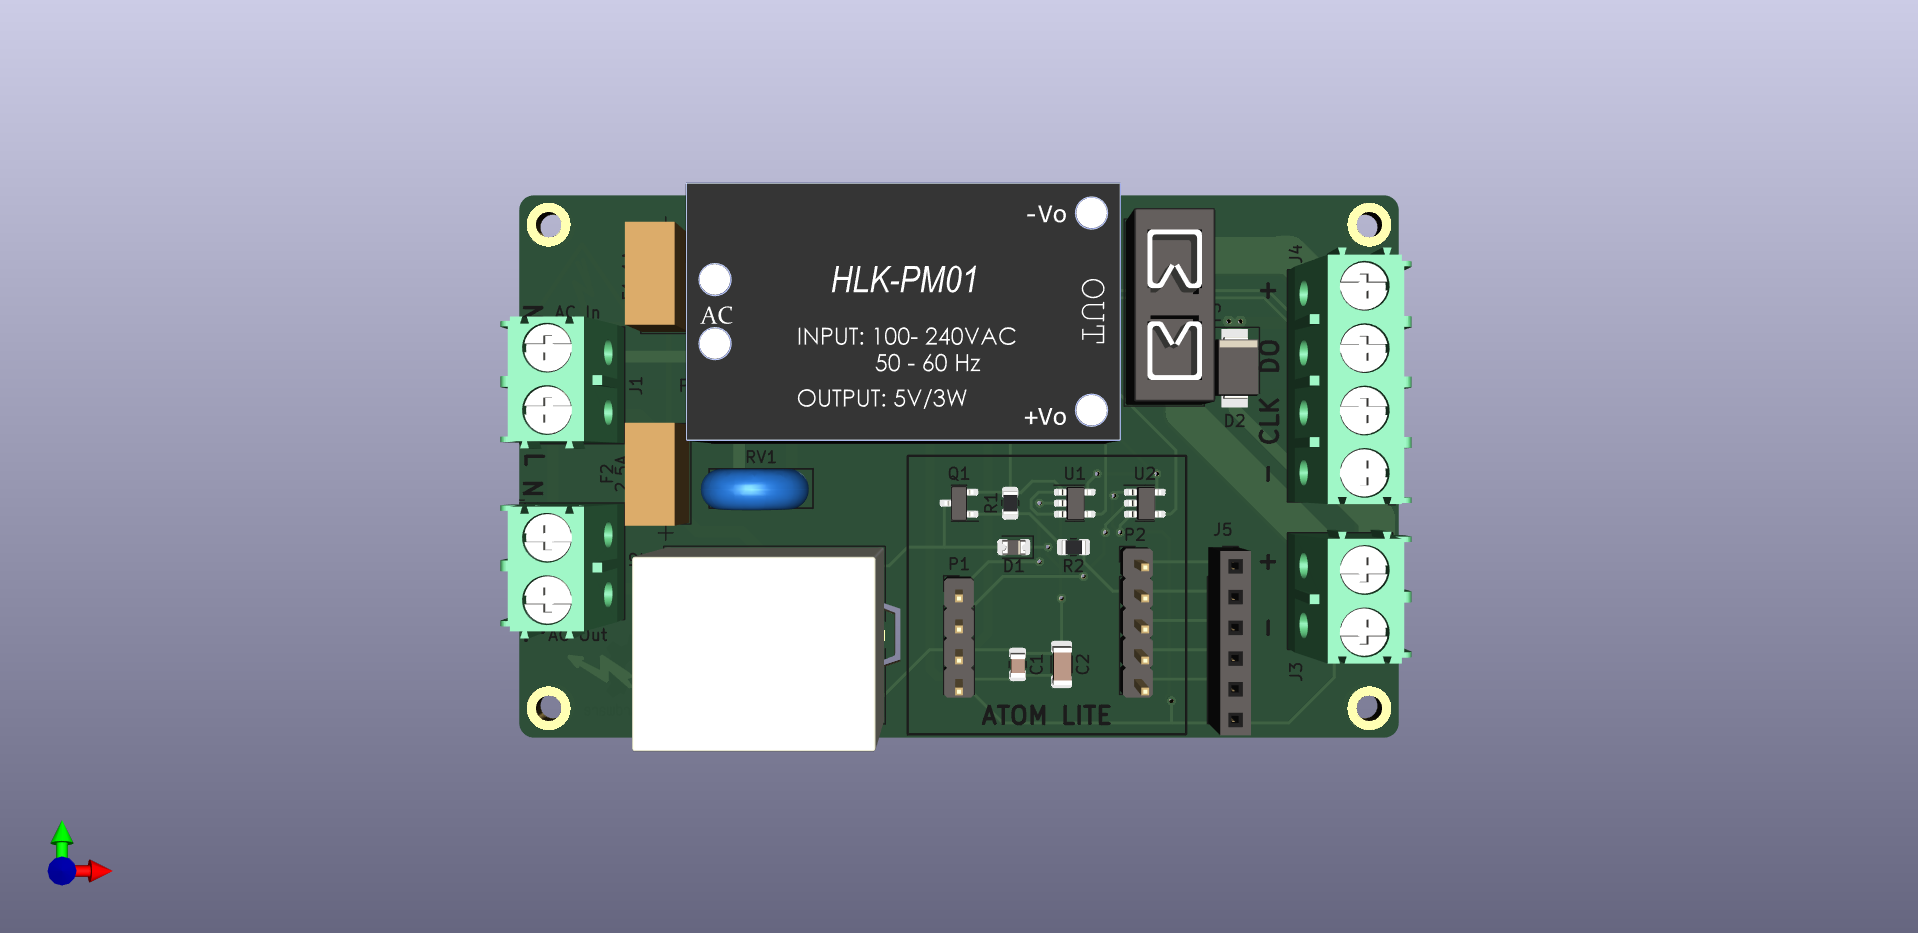 -Vo
HLK-PM01
AC
OUT
INPUT: 100- 240VAC
50 - 60 Hz
OUTPUT: 5V/3W
+Vo
N
AC In
J1
L
N
F2
RV1
AC Out
J4
+
DO
CLK
-
D2
Q1
R1
U1
U2
P1
D1
R2
P2
C1
C2
ATOM LITE
J5
+
-
J3